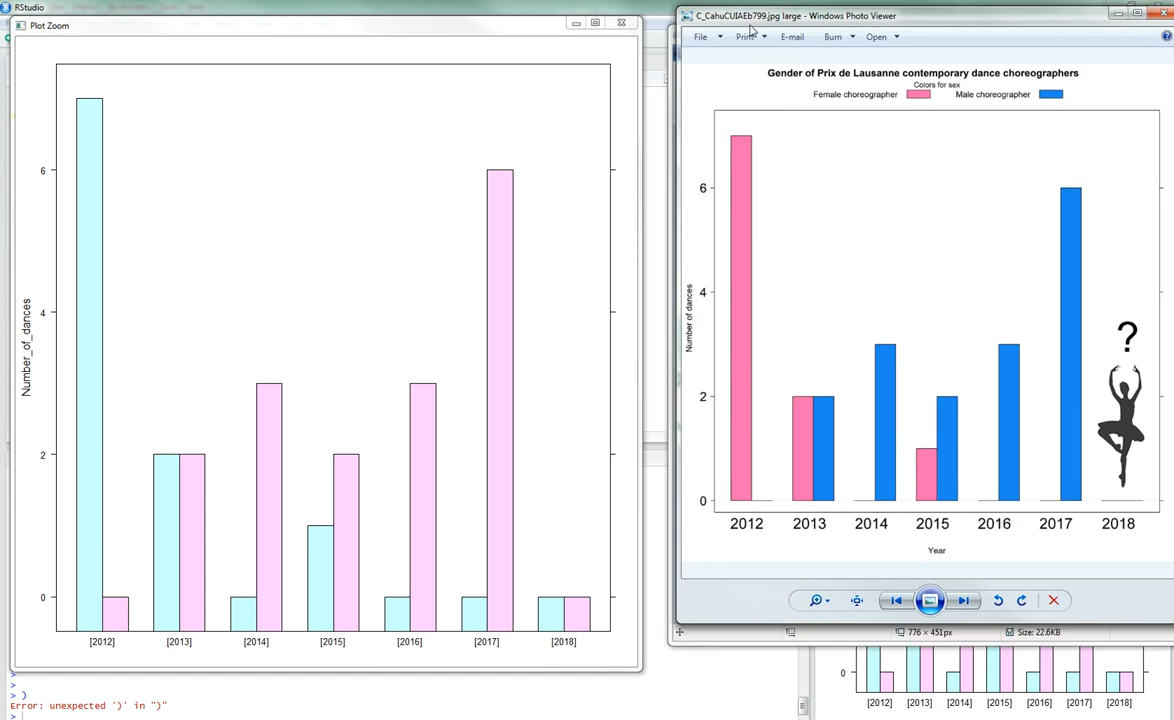 RStudio
Plot Zoom
Number_of_dances
6
4
2
0
[2012] [2013] [2014] [2015] [2016] [2017] [2018]
>
>
> )
Error: unexpected ')' in ")"
>
C_CahuCUIAEb799.jpg large - Windows Photo Viewer
File Print E-mail Burn Open
Gender of Prix de Lausanne contemporary dance choreographers
Colors for sex
Female choreographer Male choreographer
Number of dances
6
4
2
0
?
2012 2013 2014 2015 2016 2017 2018
Year
776 × 451px Size: 22.6KB
0
[2012] [2013] [2014] [2015] [2016] [2017] [2018]